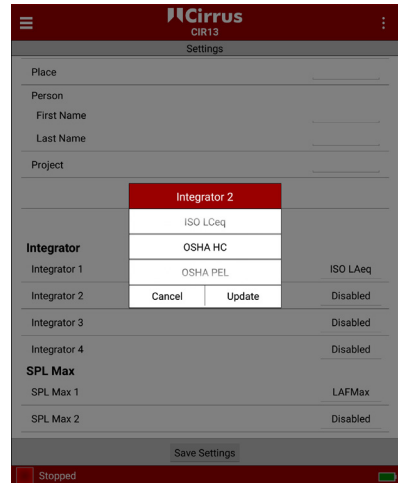 Cirrus
CIR13
Settings
Place
Person
First Name
Last Name
Project
Integrator 2
ISO LCeq
OSHA HC
OSHA PEL
Cancel Update
Integrator
Integrator 1 ISO LAeq
Integrator 2 Disabled
Integrator 3 Disabled
Integrator 4 Disabled
SPL Max
SPL Max 1 LAFMax
SPL Max 2 Disabled
Save Settings
Stopped